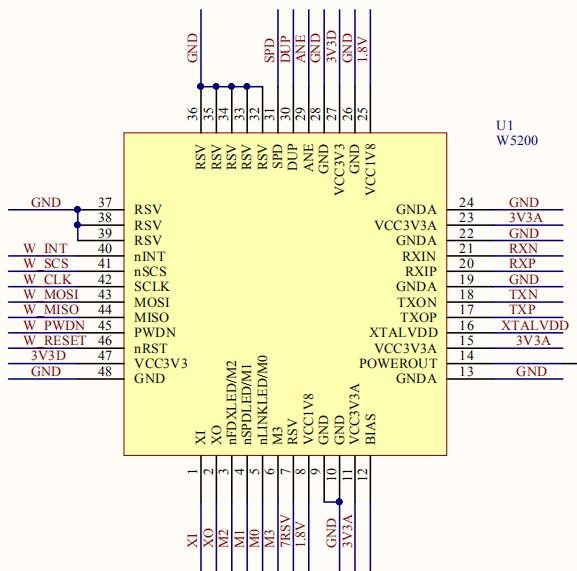 GND SPD DUP ANE GND 3V3D GND 1.8V
36 35 34 33 32 31 30 29 28 27 26 25
U1
W5200
RSV RSV RSV RSV RSV SPD DUP ANE GND VCC3V3 GND VCC1V8
GND 37 RSV
38 RSV
39 RSV
W_INT 40 nINT
W_SCS 41 nSCS
W_CLK 42 SCLK
W_MOSI 43 MOSI
W_MISO 44 MISO
W_PWDN 45 PWDN
W_RESET 46 nRST
3V3D 47 VCC3V3
GND 48 GND
GNDA 24 GND
VCC3V3A 23 3V3A
GNDA 22 GND
RXIN 21 RXN
RXIP 20 RXP
GNDA 19 GND
TXON 18 TXN
TXOP 17 TXP
XTALVDD 16 XTALVDD
VCC3V3A 15 3V3A
POWEROUT 14
GNDA 13 GND
XI XO nFDXLED/M2 nSPDLED/M1 nLINKLED/M0 M3 RSV VCC1V8 GND GND VCC3V3A BIAS
1 2 3 4 5 6 7 8 9 10 11 12
XI XO M2 M1 M0 M3 7RSV 1.8V GND 3V3A